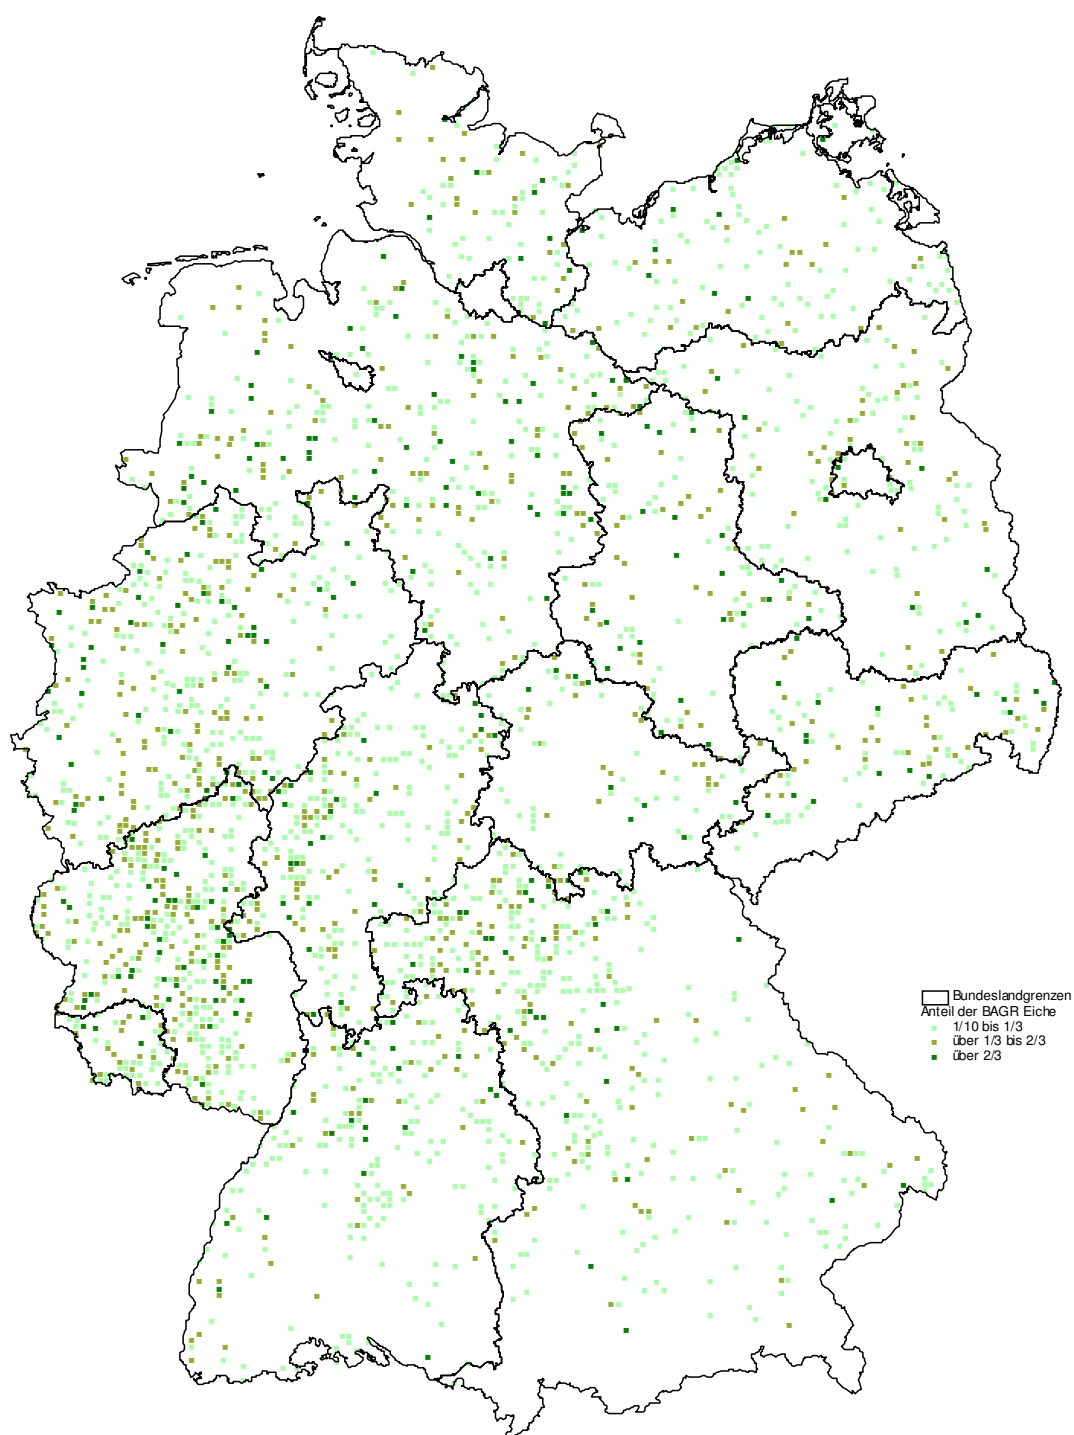 Bundeslandgrenzen
Anteil der BAGR Eiche
1/10 bis 1/3
über 1/3 bis 2/3
über 2/3